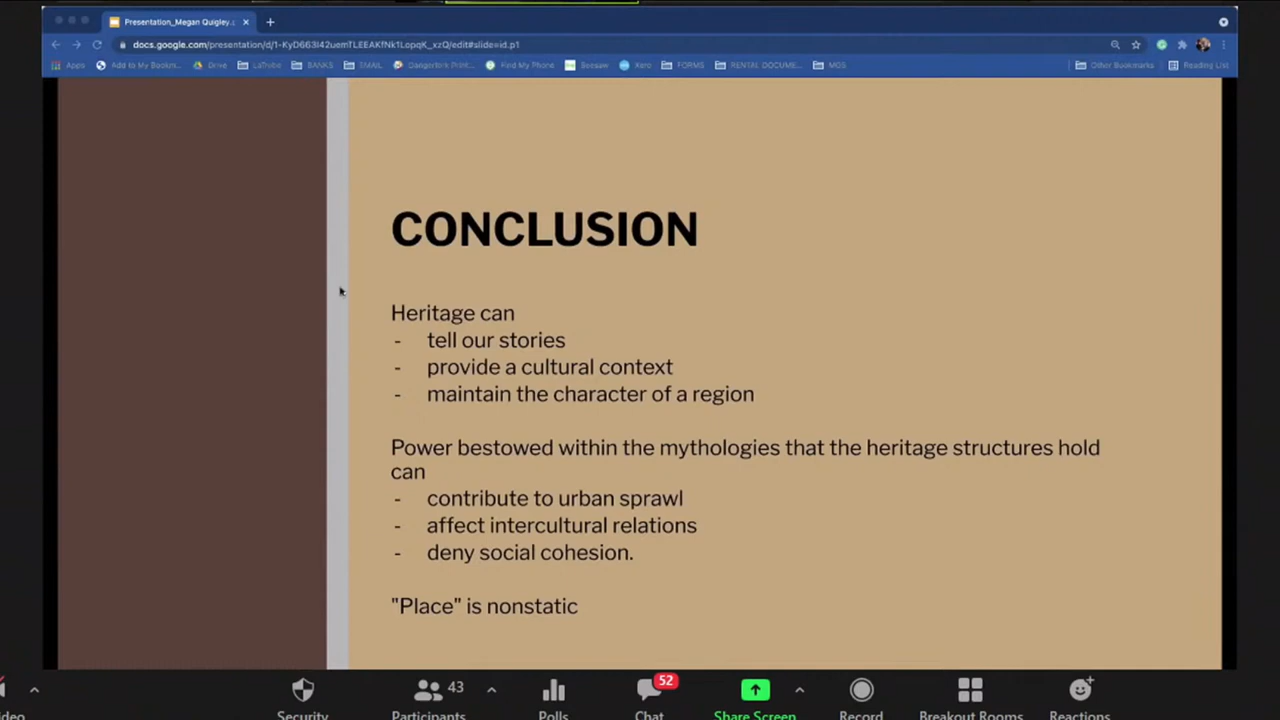 Presentation_Megan Quigley.
docs.google.com/presentation/d/1-KyD663I42uemTLEEAKfNk1LopqK_xzQ/edit#slide=id.p1
Apps Add to My Bookm... Drive LaTrobe BANKS EMAIL Dangerfork Print... Find My Phone Beesaw Xero FORMS RENTAL DOCUME... MGS Other Bookmarks Reading List
CONCLUSION
Heritage can
- tell our stories
- provide a cultural context
- maintain the character of a region
Power bestowed within the mythologies that the heritage structures hold
can
- contribute to urban sprawl
- affect intercultural relations
- deny social cohesion.
"Place" is nonstatic
43 52
Security Participants Polls Chat Share Screen Record Breakout Rooms Reactions